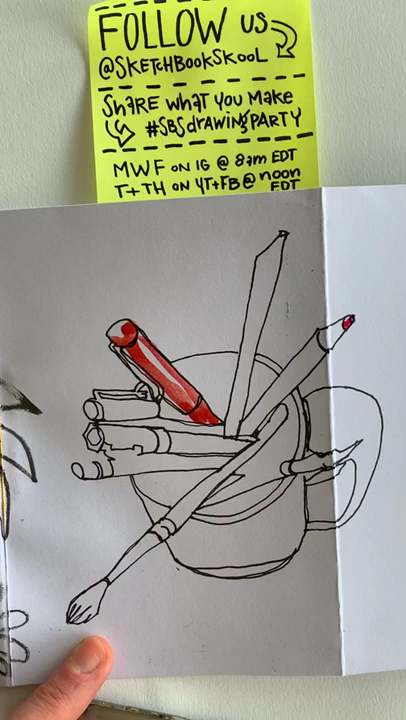 FOLLOW US
@SKETCHBOOKSKOOL
SHARE WHAT YOU MAKE
#SBSdRAWINGPARTY
MWF ON IG @ 8am EDT
T+TH ON YT+FB @ noon
EDT